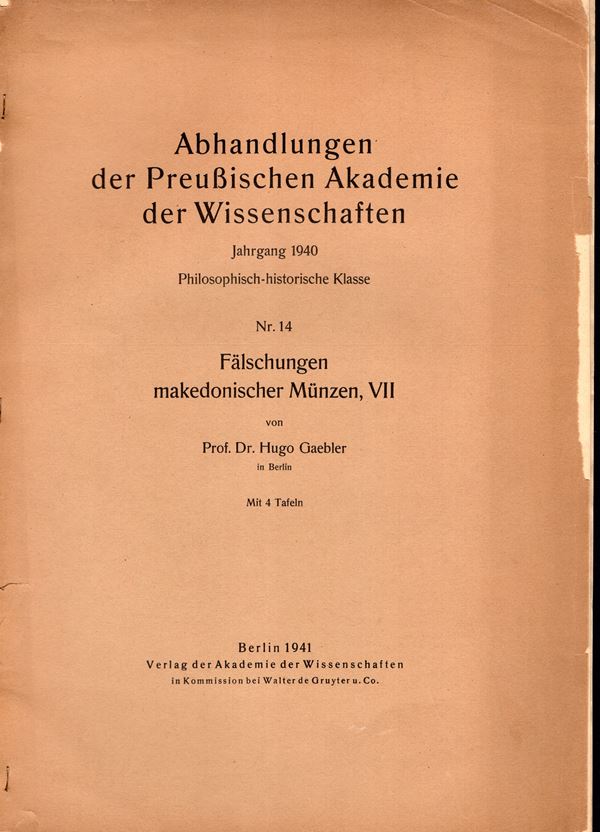 Abhandlungen
der Preußischen Akademie
der Wissenschaften
Jahrgang 1940
Philosophisch-historische Klasse
Nr. 14
Fälschungen
makedonischer Münzen, VII
von
Prof. Dr. Hugo Gaebler
in Berlin
Mit 4 Tafeln
Berlin 1941
Verlag der Akademie der Wissenschaften
in Kommission bei Walter de Gruyter u. Co.